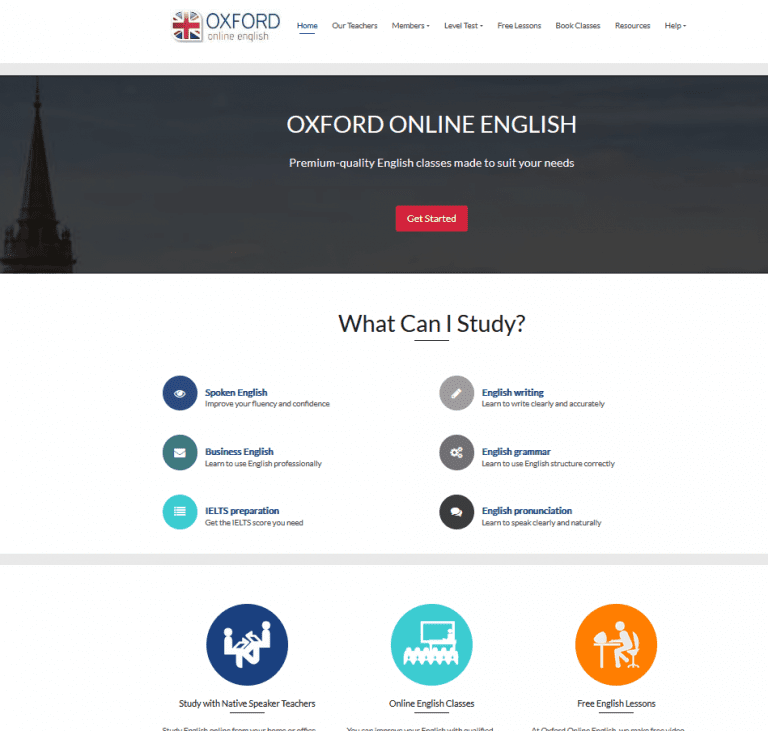 OXFORD
online english
Home Our Teachers Members Level Test Free Lessons Book Classes Resources Help
OXFORD ONLINE ENGLISH
Premium-quality English classes made to suit your needs
Get Started
What Can I Study?
Spoken English
Improve your fluency and confidence
English writing
Learn to write clearly and accurately
Business English
Learn to use English professionally
English grammar
Learn to use English structure correctly
IELTS preparation
Get the IELTS score you need
English pronunciation
Learn to speak clearly and naturally
Study with Native Speaker Teachers
Online English Classes
Free English Lessons
Study English online from your home or office
You can improve your English with qualified
At Oxford Online English, we make free video